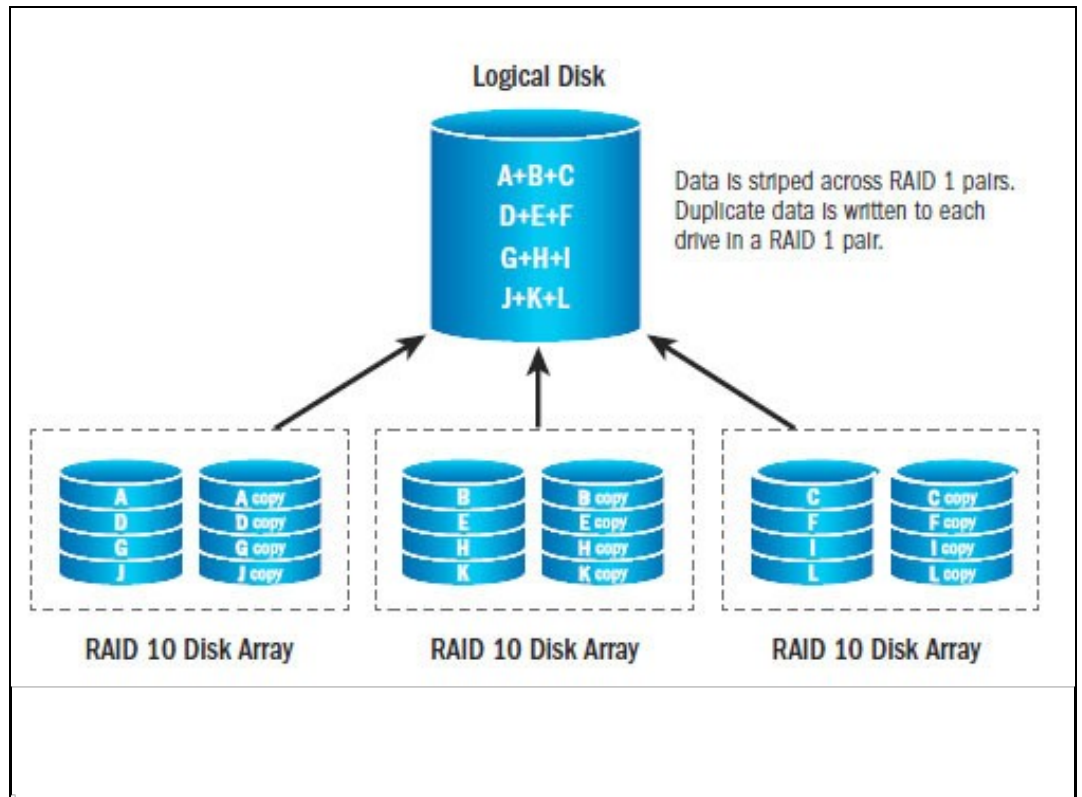 Logical Disk
A+B+C
D+E+F
G+H+I
J+K+L
Data is striped across RAID 1 pairs.
Duplicate data is written to each
drive in a RAID 1 pair.
A
D
G
J
A copy
D copy
G copy
J copy
B
E
H
K
B copy
E copy
H copy
K copy
C
F
I
L
C copy
F copy
I copy
L copy
RAID 10 Disk Array
RAID 10 Disk Array
RAID 10 Disk Array